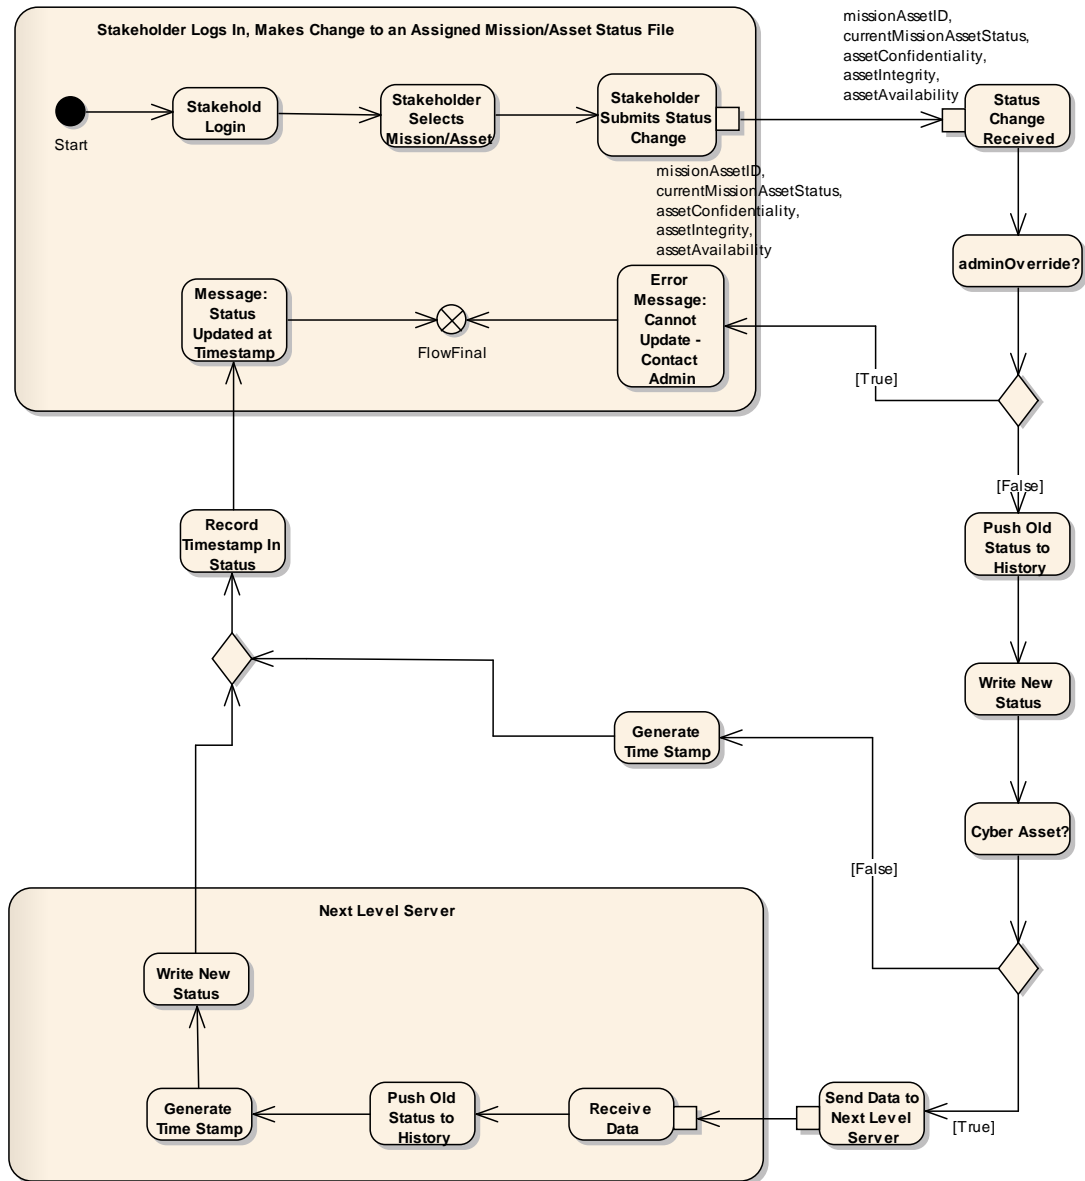 Stakeholder Logs In, Makes Change to an Assigned Mission/Asset Status File
missionAssetID,
currentMissionAssetStatus,
assetConfidentiality,
assetIntegrity,
assetAvailability
Start
Stakehold
Login
Stakeholder
Selects
Mission/Asset
Stakeholder
Submits Status
Change
Status
Change
Received
missionAssetID,
currentMissionAssetStatus,
assetConfidentiality,
assetIntegrity,
assetAvailability
adminOverride?
Message:
Status
Updated at
Timestamp
FlowFinal
Error
Message:
Cannot
Update -
Contact
Admin
[True]
[False]
Record
Timestamp In
Status
Push Old
Status to
History
Write New
Status
Generate
Time Stamp
Cyber Asset?
[False]
Next Level Server
Write New
Status
Generate
Time Stamp
Push Old
Status to
History
Receive
Data
Send Data to
Next Level
Server
[True]